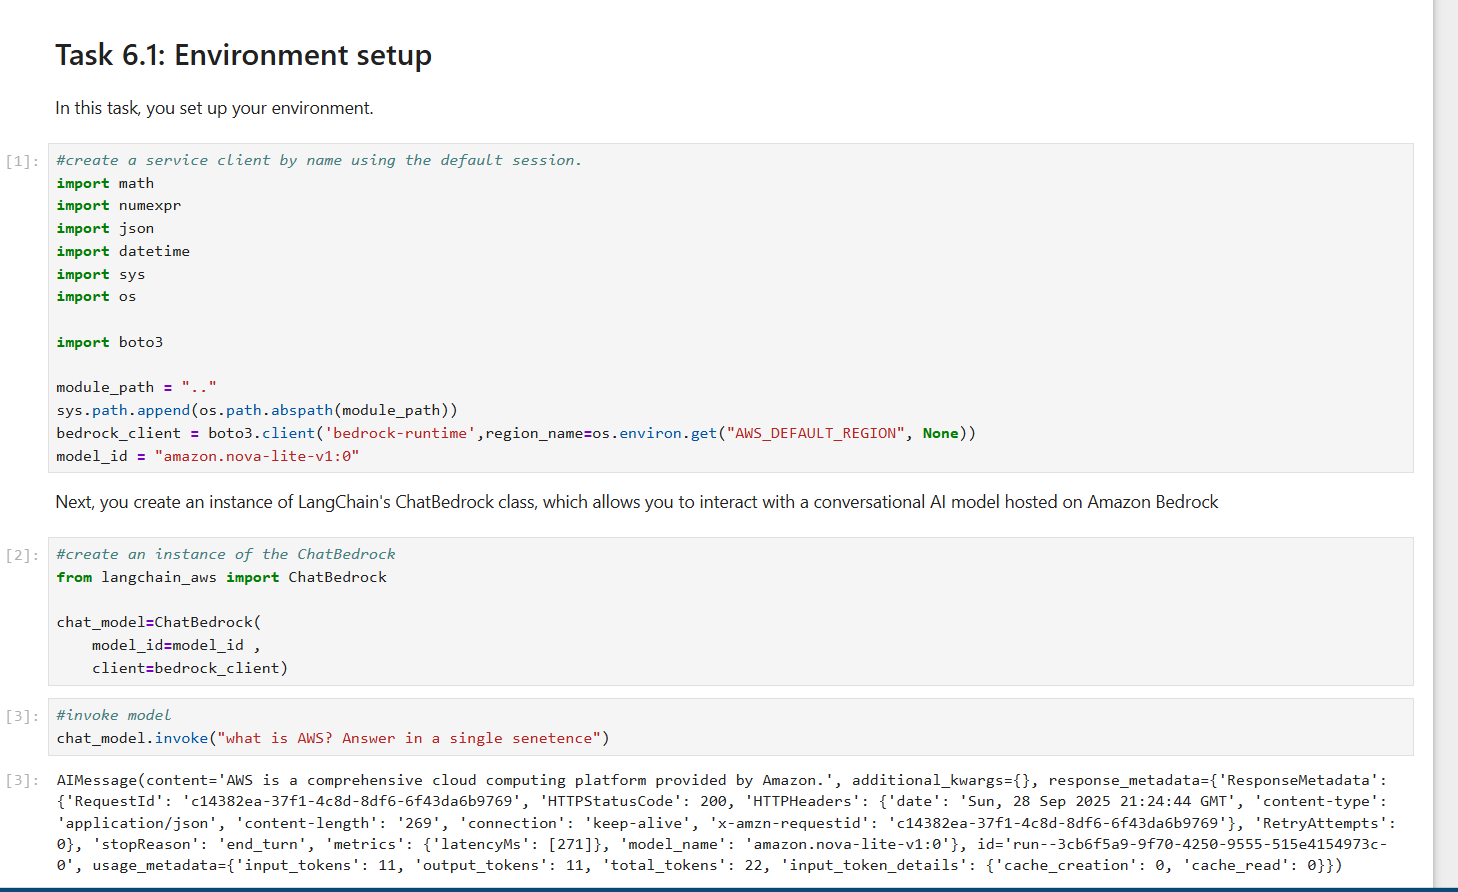 Task 6.1: Environment setup
In this task, you set up your environment.
[1]:
#create a service client by name using the default session.
import math
import numexpr
import json
import datetime
import sys
import os
import boto3
module_path = ".."
sys.path.append(os.path.abspath(module_path))
bedrock_client = boto3.client('bedrock-runtime',region_name=os.environ.get("AWS_DEFAULT_REGION", None))
model_id = "amazon.nova-lite-v1:0"
Next, you create an instance of LangChain's ChatBedrock class, which allows you to interact with a conversational AI model hosted on Amazon Bedrock
[2]:
#create an instance of the ChatBedrock
from langchain_aws import ChatBedrock
chat_model=ChatBedrock(
    model_id=model_id ,
    client=bedrock_client)
[3]:
#invoke model
chat_model.invoke("what is AWS? Answer in a single senetence")
[3]:
AIMessage(content='AWS is a comprehensive cloud computing platform provided by Amazon.', additional_kwargs={}, response_metadata={'ResponseMetadata':
{'RequestId': 'c14382ea-37f1-4c8d-8df6-6f43da6b9769', 'HTTPStatusCode': 200, 'HTTPHeaders': {'date': 'Sun, 28 Sep 2025 21:24:44 GMT', 'content-type':
'application/json', 'content-length': '269', 'connection': 'keep-alive', 'x-amzn-requestid': 'c14382ea-37f1-4c8d-8df6-6f43da6b9769'}, 'RetryAttempts':
0}, 'stopReason': 'end_turn', 'metrics': {'latencyMs': [271]}, 'model_name': 'amazon.nova-lite-v1:0'}, id='run--3cb6f5a9-9f70-4250-9555-515e4154973c-
0', usage_metadata={'input_tokens': 11, 'output_tokens': 11, 'total_tokens': 22, 'input_token_details': {'cache_creation': 0, 'cache_read': 0}})